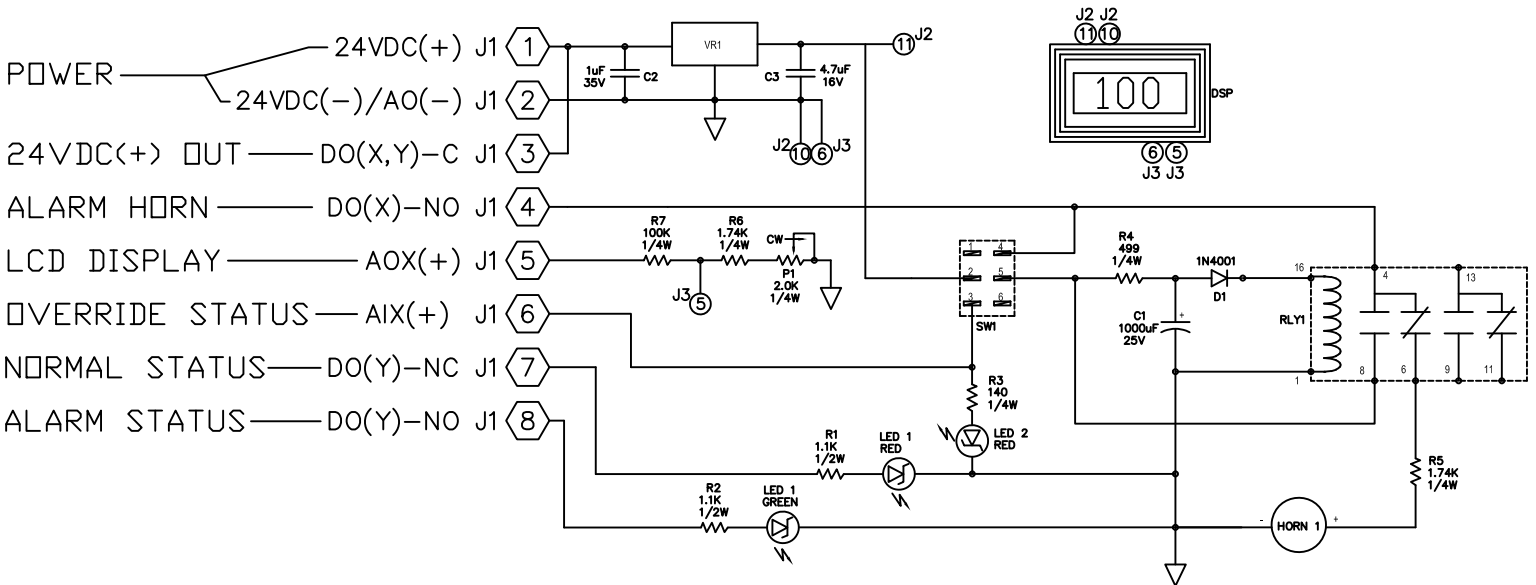 POWER
24VDC(+) J1 1
24VDC(-)/AO(-) J1 2
24VDC(+) OUT DO(X,Y)-C J1 3
ALARM HORN DO(X)-NO J1 4
LCD DISPLAY AOX(+) J1 5
OVERRIDE STATUS AIX(+) J1 6
NORMAL STATUS DO(Y)-NC J1 7
ALARM STATUS DO(Y)-NO J1 8
VR1
1uF
35V
C2
C3
4.7uF
16V
11 J2
J2 10 6 J3
J2 J2
11 10
100
DSP
6 5
J3 J3
R7
100K
1/4W
R6
1.74K
1/4W
CW
P1
2.0K
1/4W
J3 5
1 4
2 5
3 6
SW1
R4
499
1/4W
1N4001
D1
C1
1000uF
25V
+
16
1
RLY1
4
13
8
6
9
11
R3
140
1/4W
LED 2
RED
R1
1.1K
1/2W
LED 1
RED
R2
1.1K
1/2W
LED 1
GREEN
R5
1.74K
1/4W
- HORN 1 +